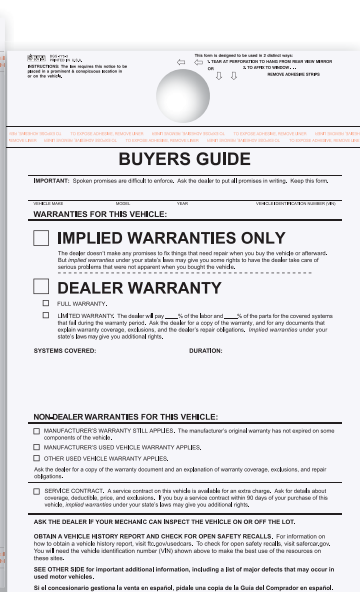 PRINTED IN U.S.A.
INSTRUCTIONS: The law requires this notice to be
placed in a prominent & conspicuous location in
or on the vehicle.
This form is designed to be used in 2 distinct ways:
1. TEAR AT PERFORATION TO HANG FROM REAR VIEW MIRROR
OR 2. TO AFFIX TO WINDOW . . .
REMOVE ADHESIVE STRIPS
TO EXPOSE ADHESIVE, REMOVE LINER TO EXPOSE ADHESIVE, REMOVE LINER
BUYERS GUIDE
IMPORTANT: Spoken promises are difficult to enforce. Ask the dealer to put all promises in writing. Keep this form.
VEHICLE MAKE MODEL YEAR VEHICLE IDENTIFICATION NUMBER (VIN)
WARRANTIES FOR THIS VEHICLE:
IMPLIED WARRANTIES ONLY
The dealer doesn't make any promises to fix things that need repair when you buy the vehicle or afterward.
But implied warranties under your state's laws may give you some rights to have the dealer take care of
serious problems that were not apparent when you bought the vehicle.
DEALER WARRANTY
FULL WARRANTY.
LIMITED WARRANTY. The dealer will pay ____% of the labor and ____% of the parts for the covered systems
that fail during the warranty period. Ask the dealer for a copy of the warranty, and for any documents that
explain warranty coverage, exclusions, and the dealer's repair obligations. Implied warranties under your
state's laws may give you additional rights.
SYSTEMS COVERED: DURATION:
NON-DEALER WARRANTIES FOR THIS VEHICLE:
MANUFACTURER'S WARRANTY STILL APPLIES. The manufacturer's original warranty has not expired on some
components of the vehicle.
MANUFACTURER'S USED VEHICLE WARRANTY APPLIES.
OTHER USED VEHICLE WARRANTY APPLIES.
Ask the dealer for a copy of the warranty document and an explanation of warranty coverage, exclusions, and repair
obligations.
SERVICE CONTRACT. A service contract on this vehicle is available for an extra charge. Ask for details about
coverage, deductible, price, and exclusions. If you buy a service contract within 90 days of your purchase of this
vehicle, implied warranties under your state's laws may give you additional rights.
ASK THE DEALER IF YOUR MECHANIC CAN INSPECT THE VEHICLE ON OR OFF THE LOT.
OBTAIN A VEHICLE HISTORY REPORT AND CHECK FOR OPEN SAFETY RECALLS. For information on
how to obtain a vehicle history report, visit ftc.gov/usedcars. To check for open safety recalls, visit safercar.gov.
You will need the vehicle identification number (VIN) shown above to make the best use of the resources on
these sites.
SEE OTHER SIDE for important additional information, including a list of major defects that may occur in
used motor vehicles.
Si el concesionario gestiona la venta en español, pídale una copia de la Guía del Comprador en español.